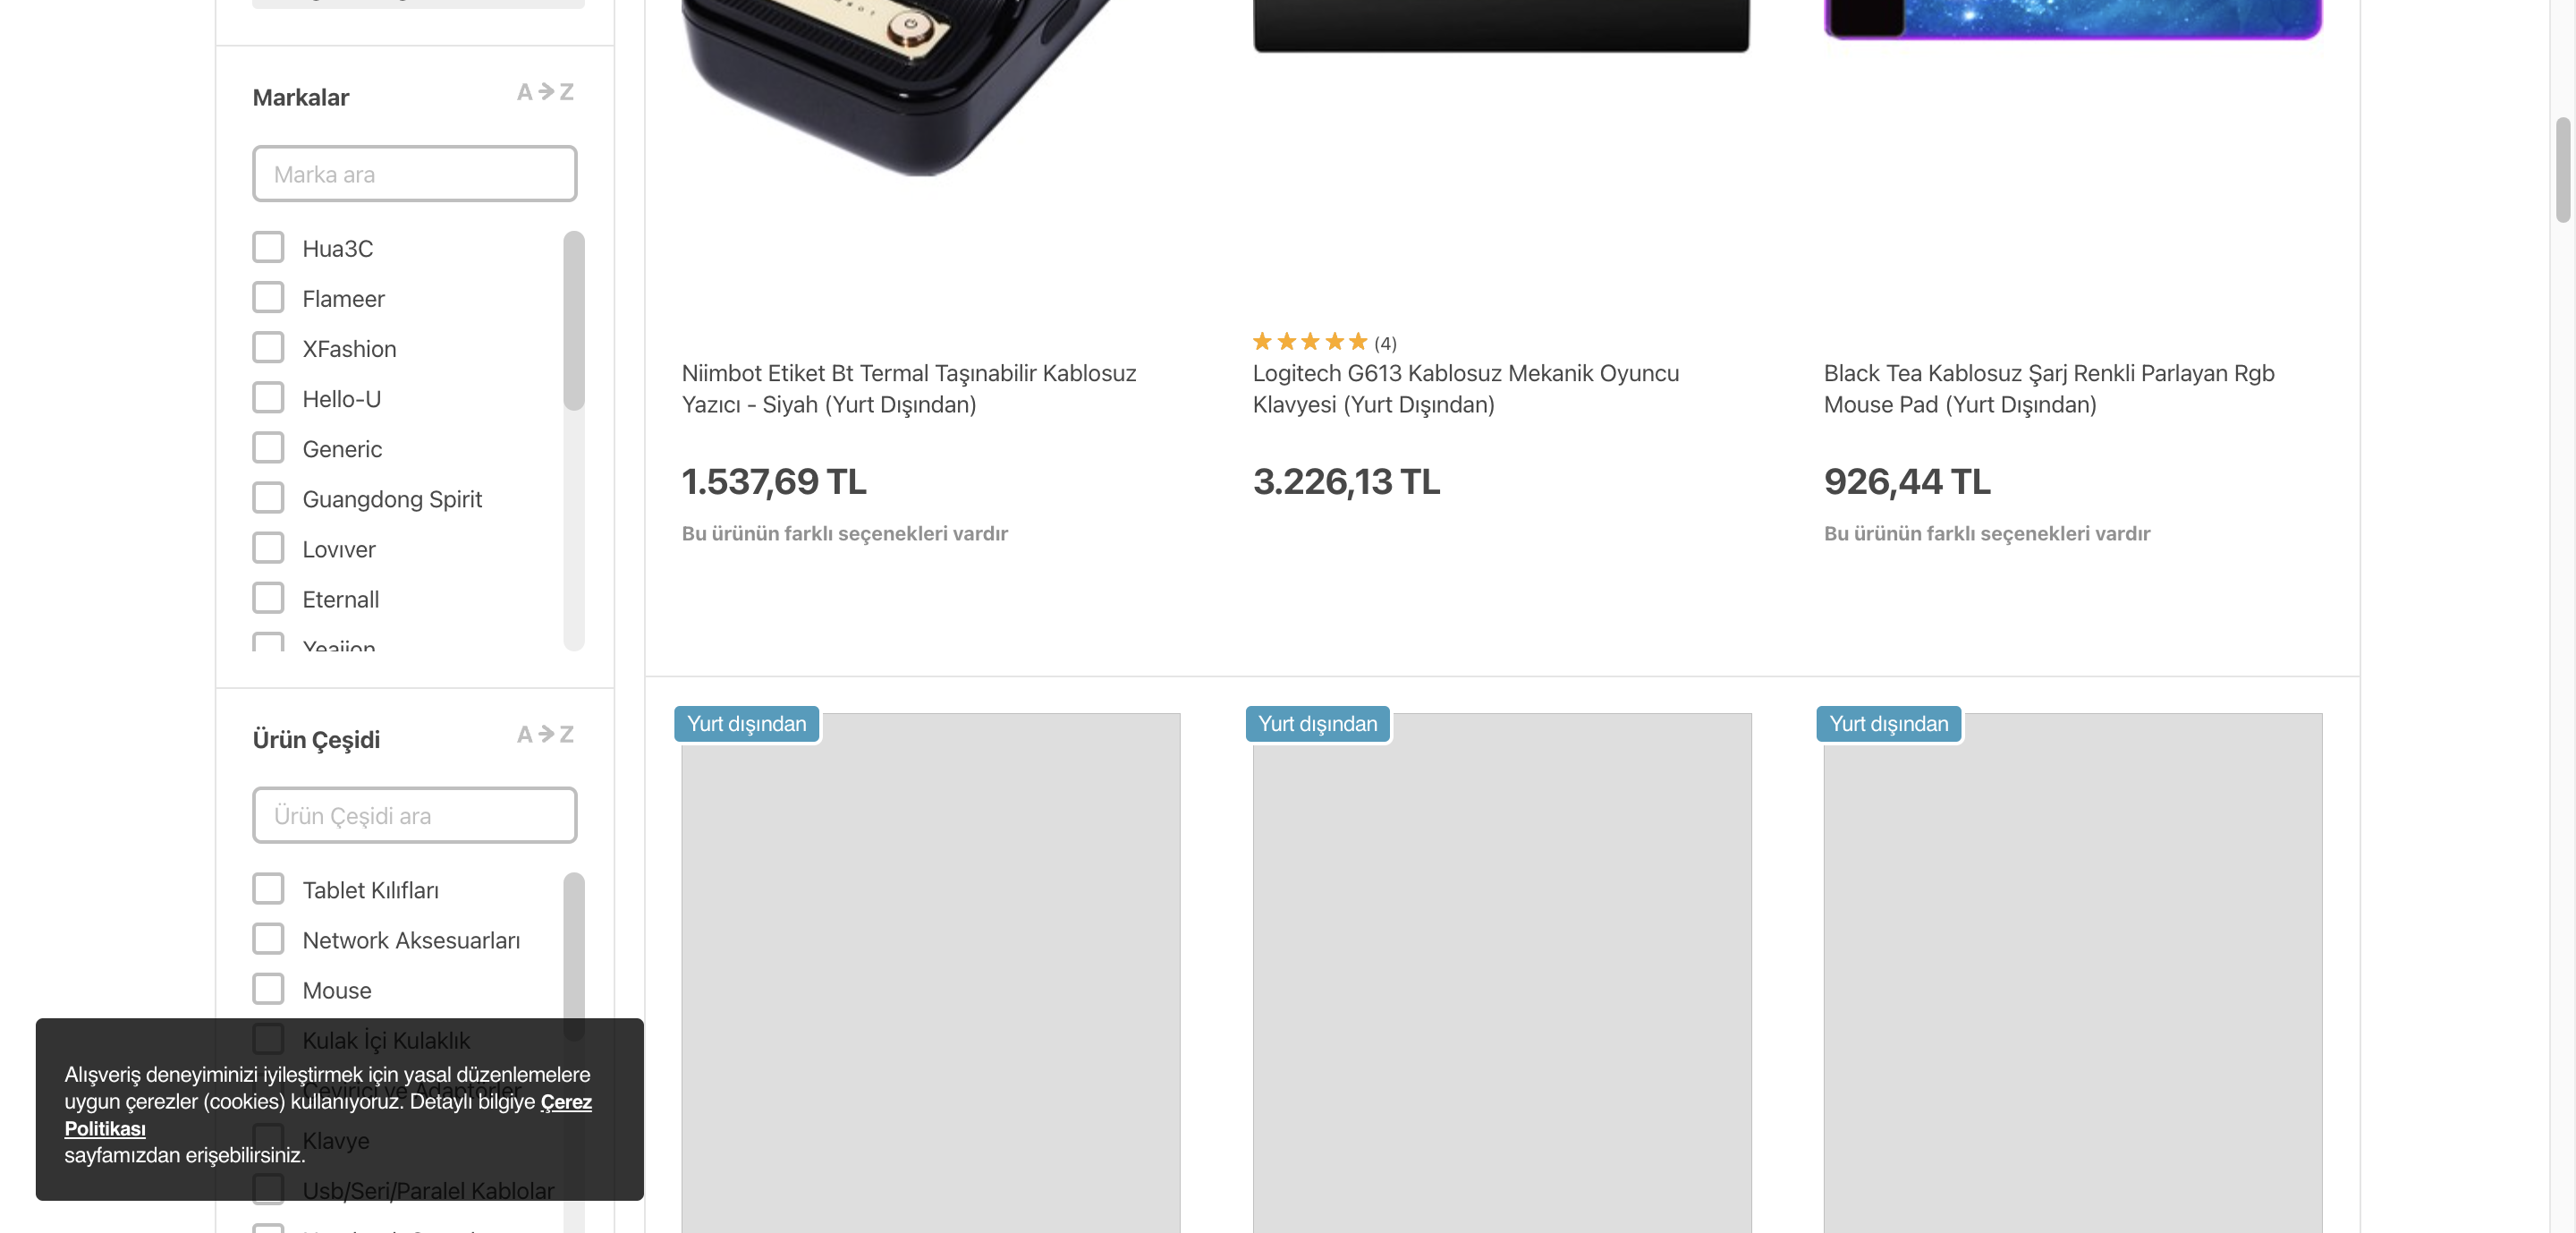 Markalar
A → Z
Marka ara
Hua3C
Flameer
XFashion
Hello-U
Generic
Guangdong Spirit
Lovıver
Eternall
Yeajion
Ürün Çeşidi
A → Z
Ürün Çeşidi ara
Tablet Kılıfları
Network Aksesuarları
Mouse
Kulak İçi Kulaklık
Çevirici ve Adaptörler
Klavye
Usb/Seri/Paralel Kablolar
Alışveriş deneyiminizi iyileştirmek için yasal düzenlemelere
uygun çerezler (cookies) kullanıyoruz. Detaylı bilgiye Çerez
Politikası
sayfamızdan erişebilirsiniz.
Niimbot Etiket Bt Termal Taşınabilir Kablosuz
Yazıcı - Siyah (Yurt Dışından)
1.537,69 TL
Bu ürünün farklı seçenekleri vardır
(4)
Logitech G613 Kablosuz Mekanik Oyuncu
Klavyesi (Yurt Dışından)
3.226,13 TL
Black Tea Kablosuz Şarj Renkli Parlayan Rgb
Mouse Pad (Yurt Dışından)
926,44 TL
Bu ürünün farklı seçenekleri vardır
Yurt dışından
Yurt dışından
Yurt dışından